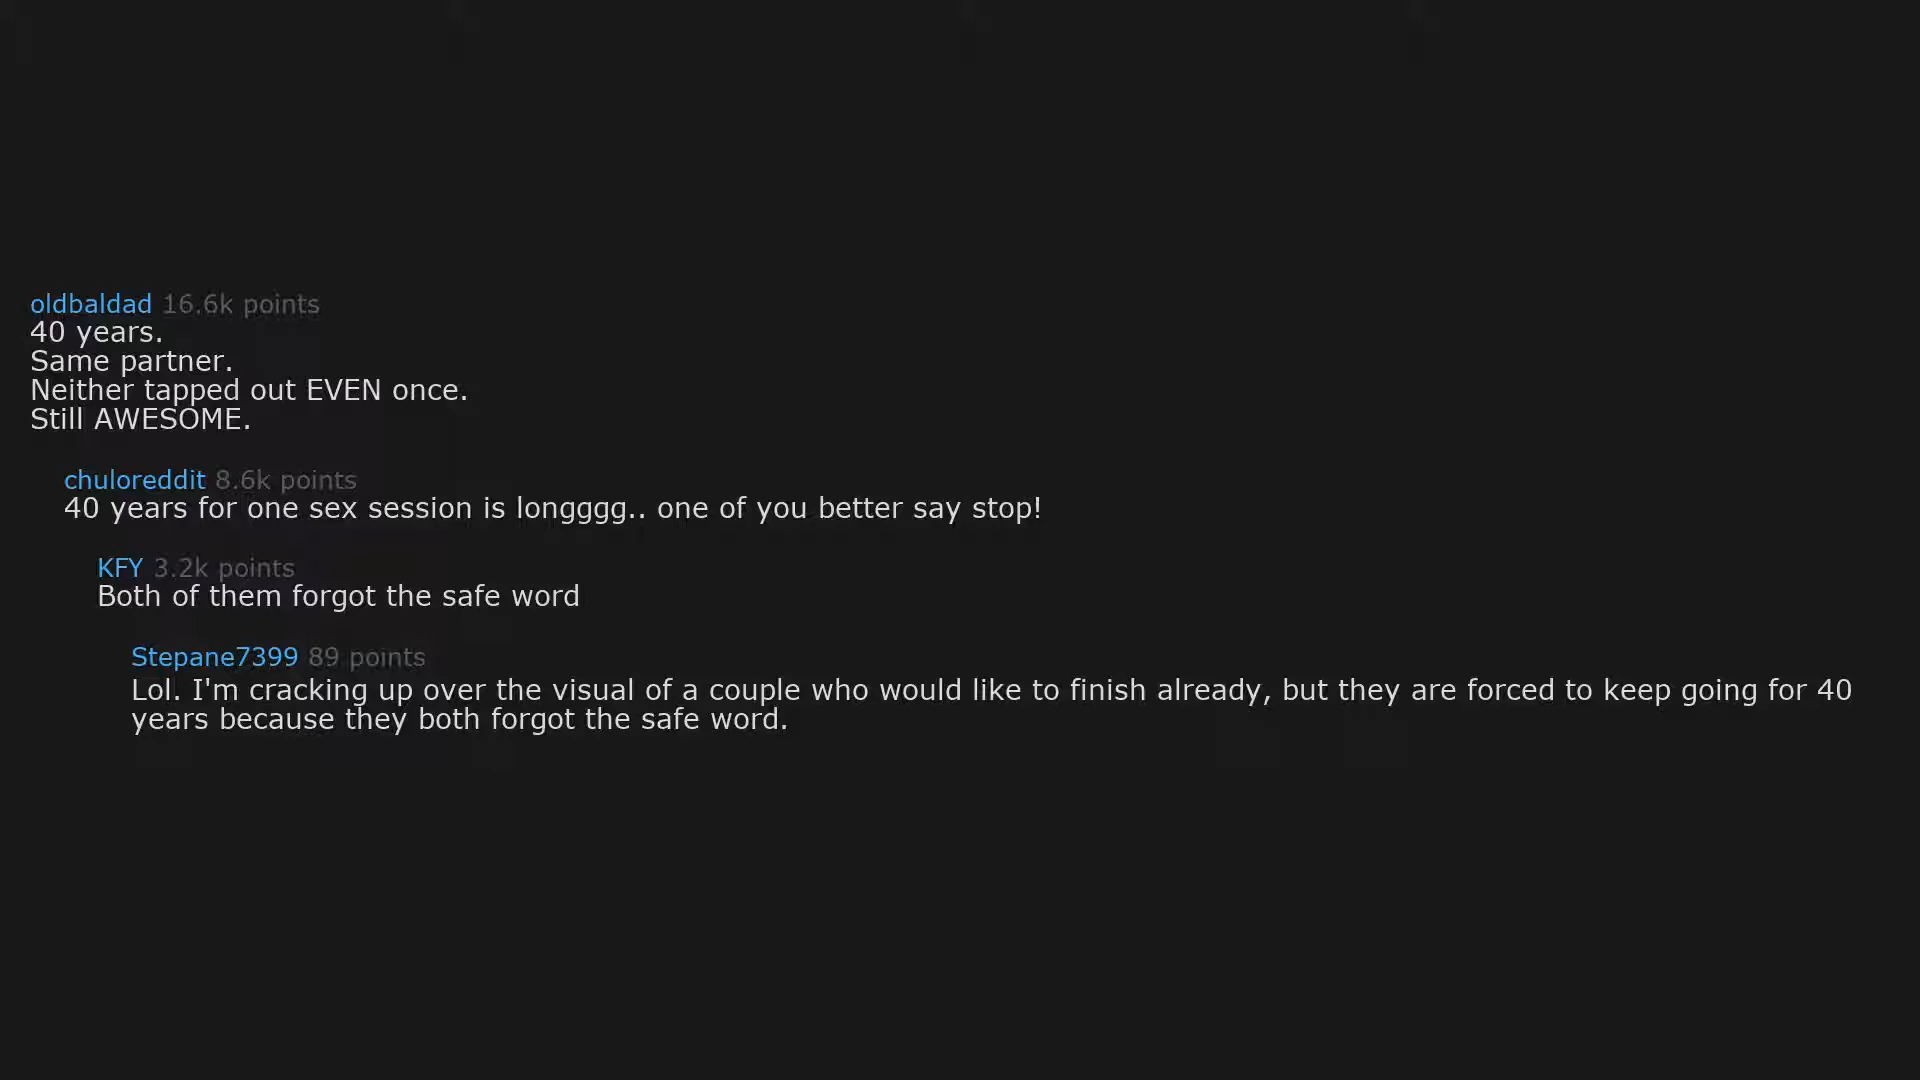 oldbaldad 16.6k points
40 years.
Same partner.
Neither tapped out EVEN once.
Still AWESOME.
chuloreddit 8.6k points
40 years for one sex session is longggg.. one of you better say stop!
KFY 3.2k points
Both of them forgot the safe word
Stepane7399 89 points
Lol. I'm cracking up over the visual of a couple who would like to finish already, but they are forced to keep going for 40
years because they both forgot the safe word.